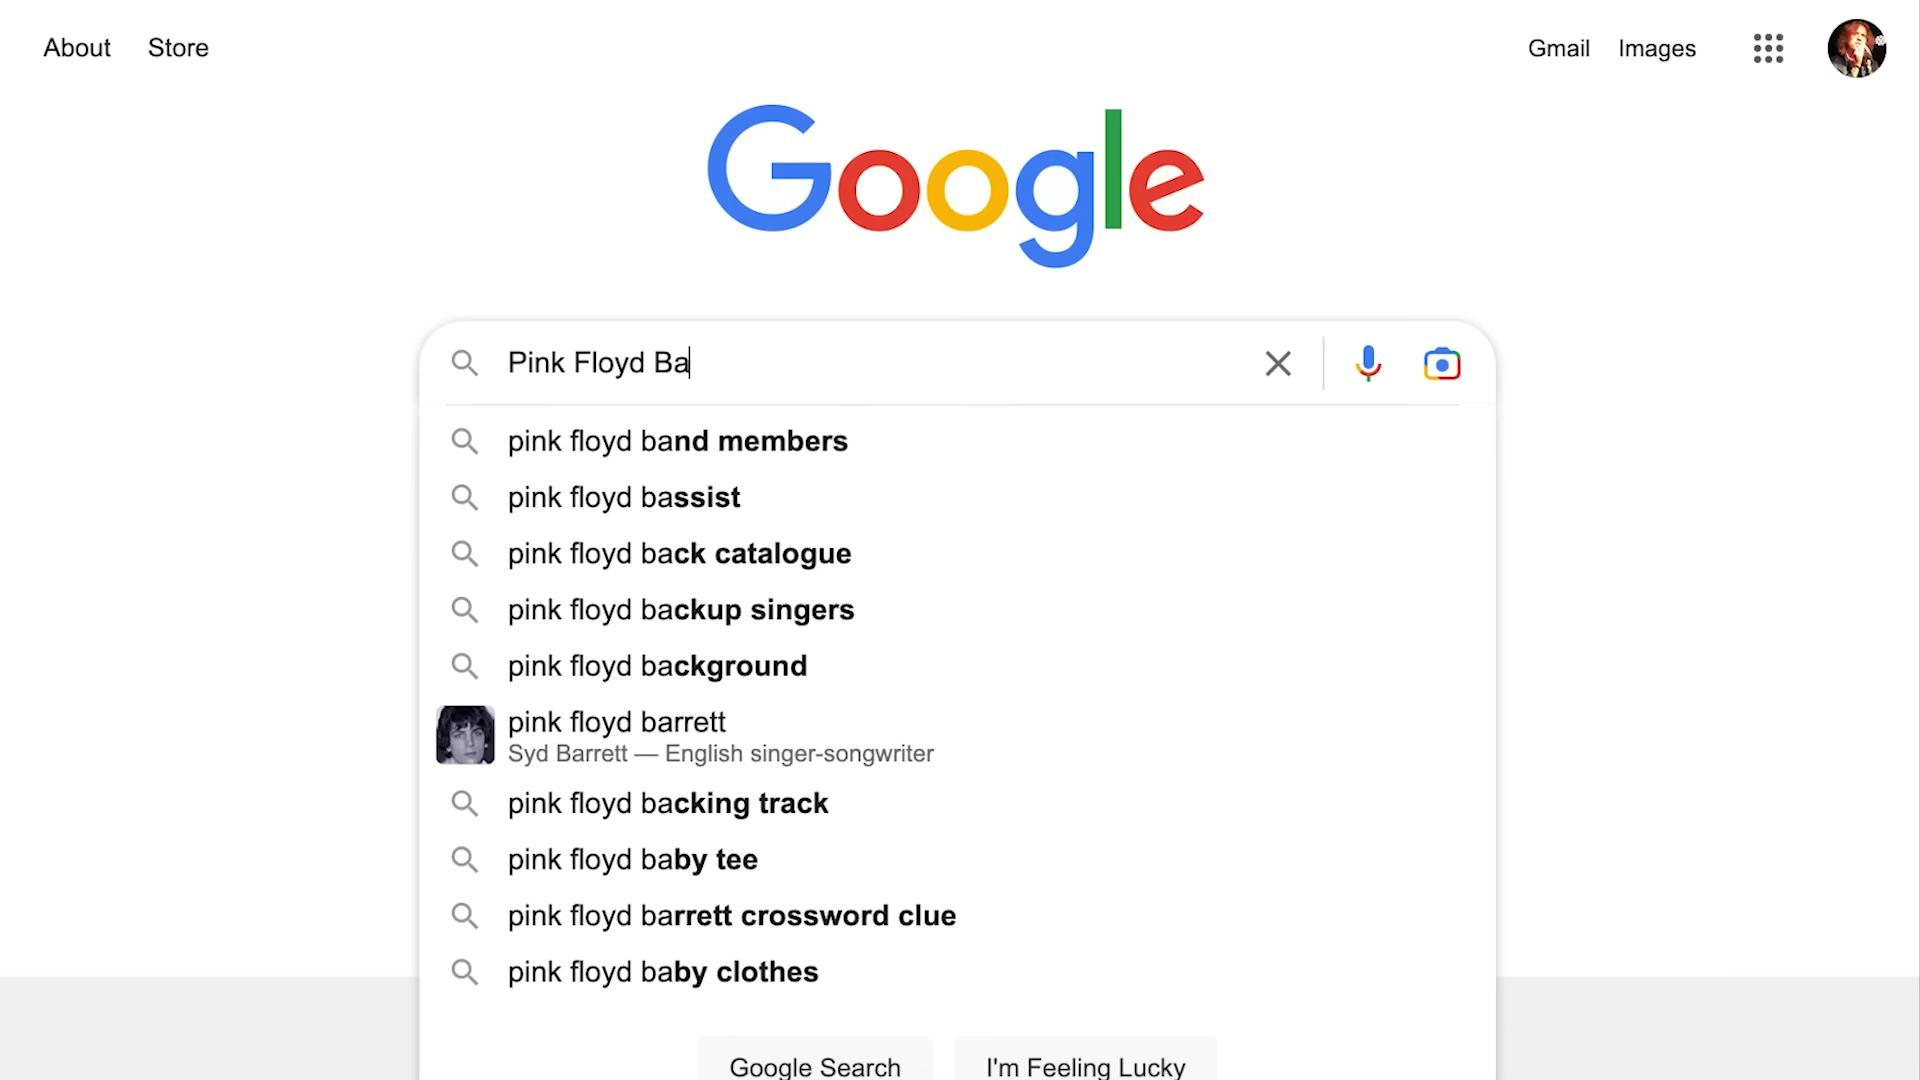 About Store Gmail Images
Google
Pink Floyd Ba
pink floyd band members
pink floyd bassist
pink floyd back catalogue
pink floyd backup singers
pink floyd background
pink floyd barrett
Syd Barrett — English singer-songwriter
pink floyd backing track
pink floyd baby tee
pink floyd barrett crossword clue
pink floyd baby clothes
Google Search I'm Feeling Lucky